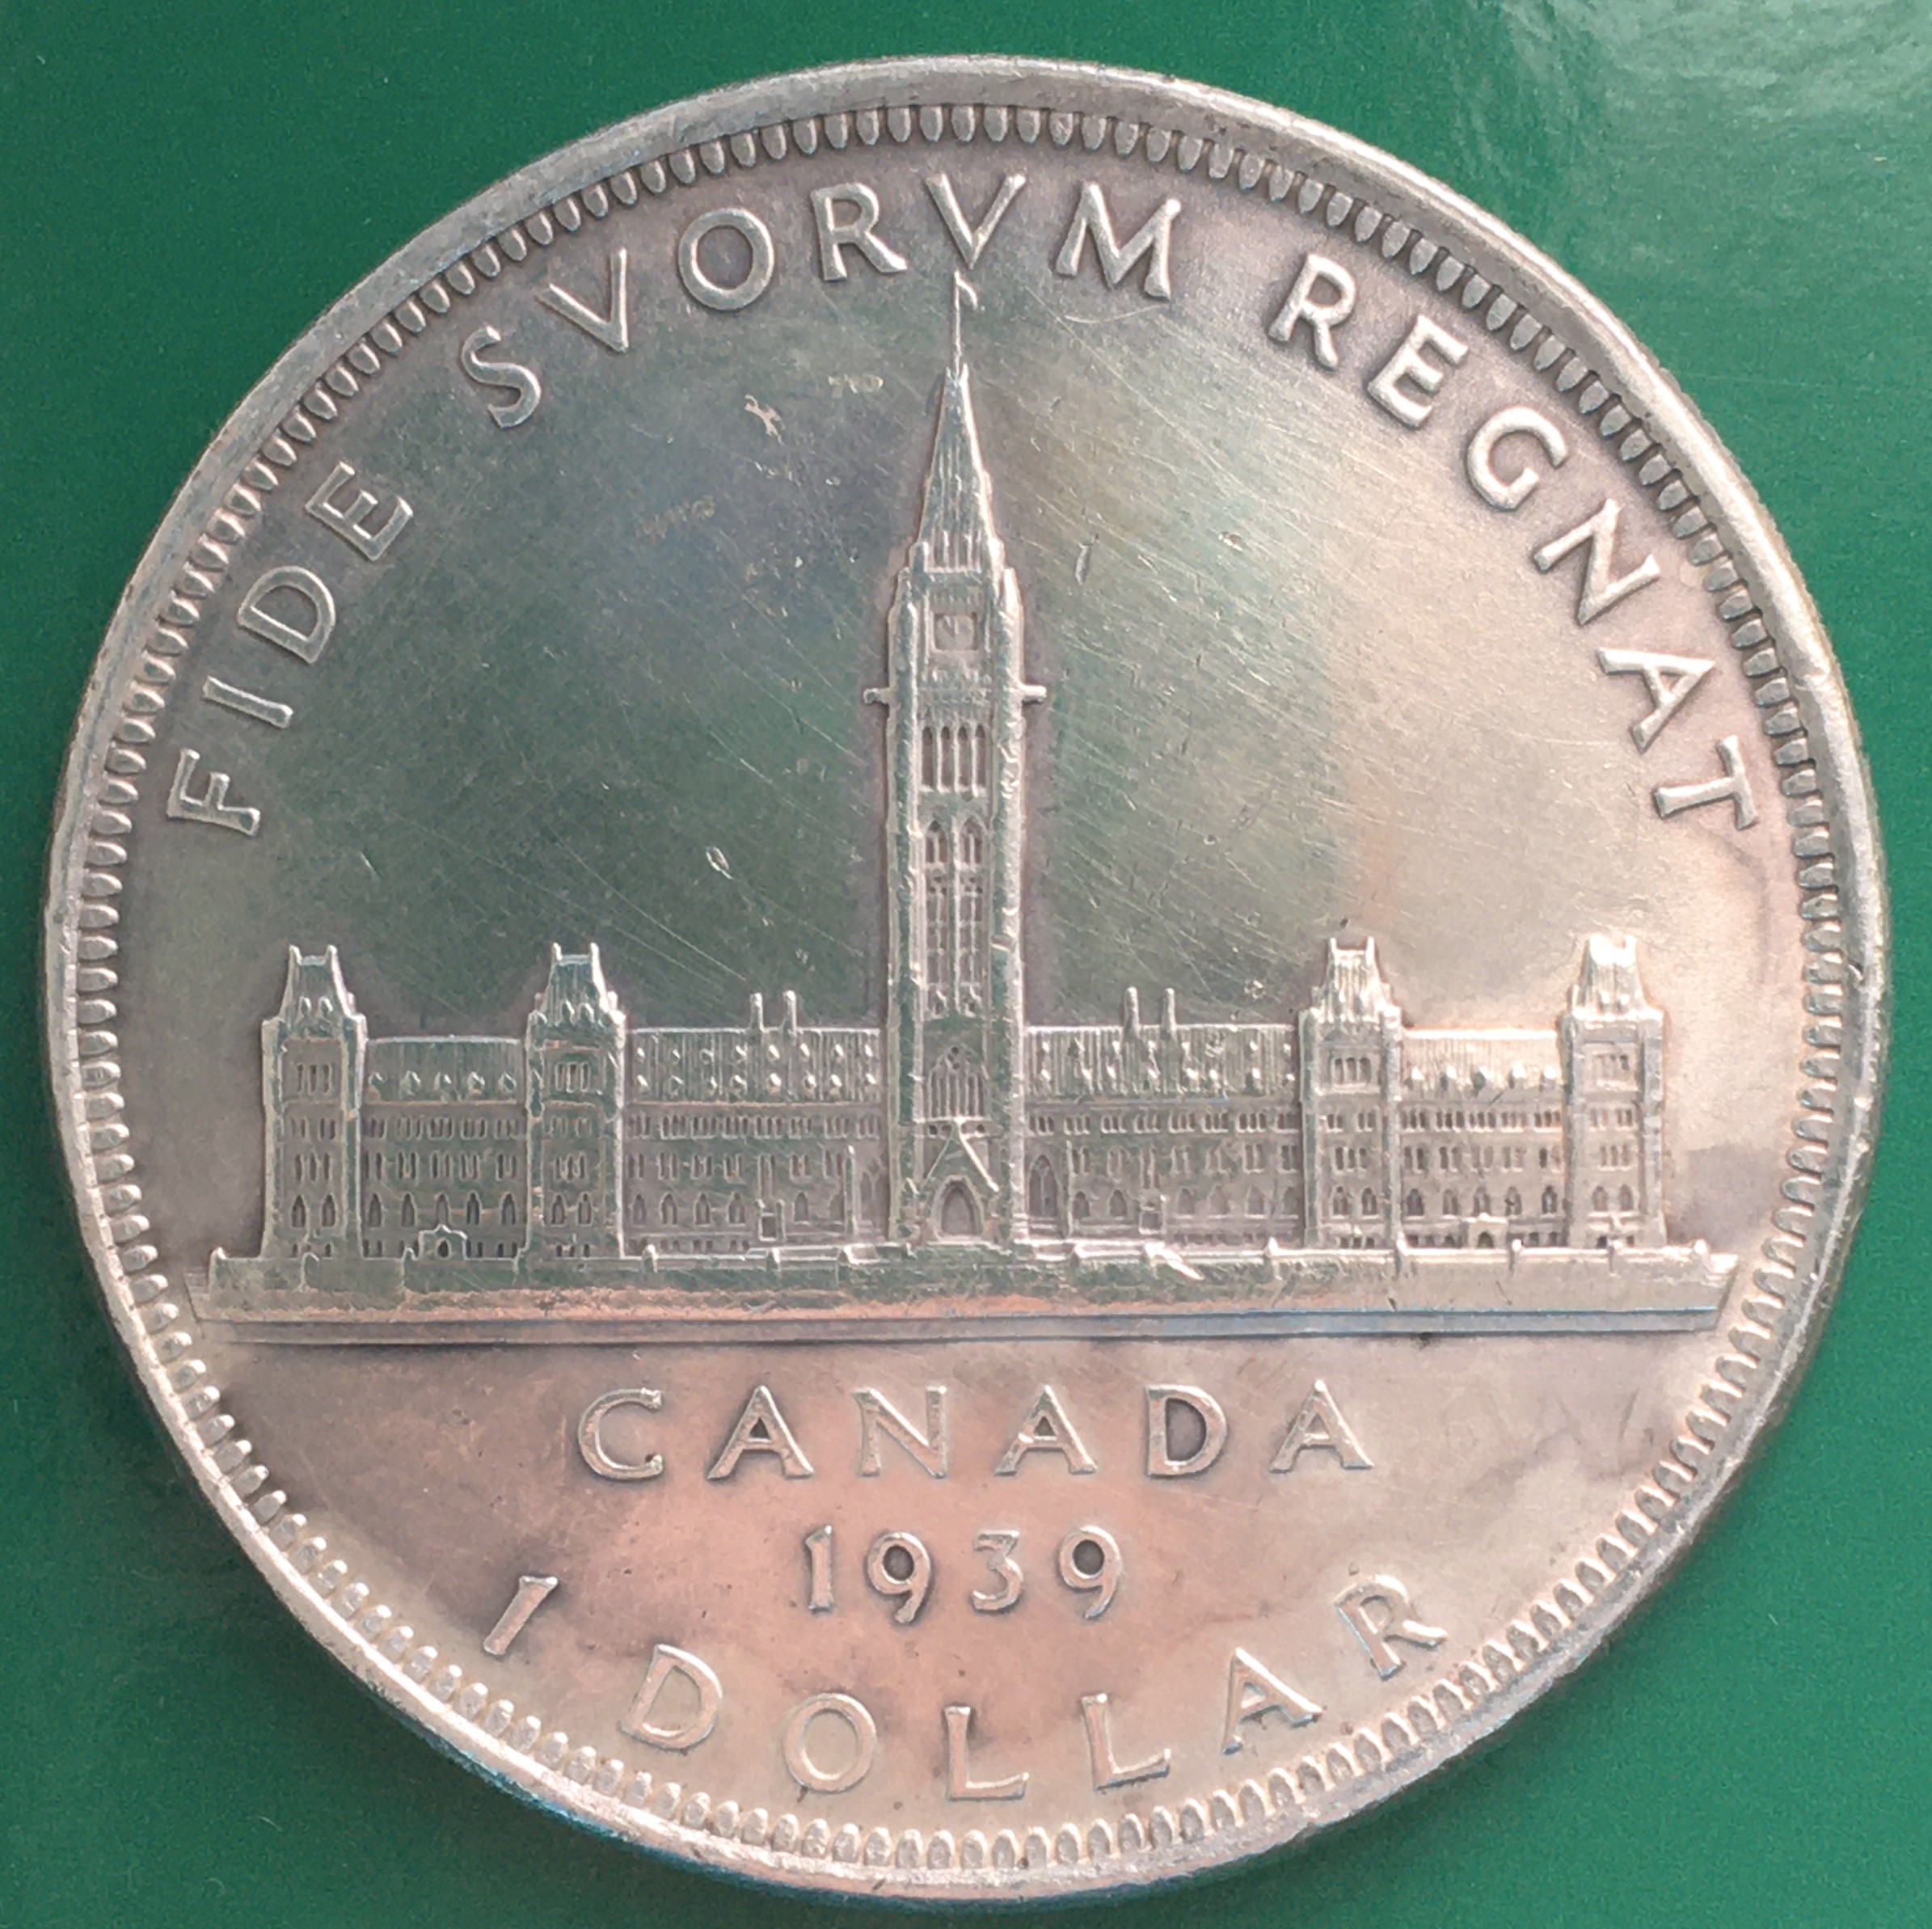 FIDE SVORVM REGNAT
CANADA
1939
1 DOLLAR